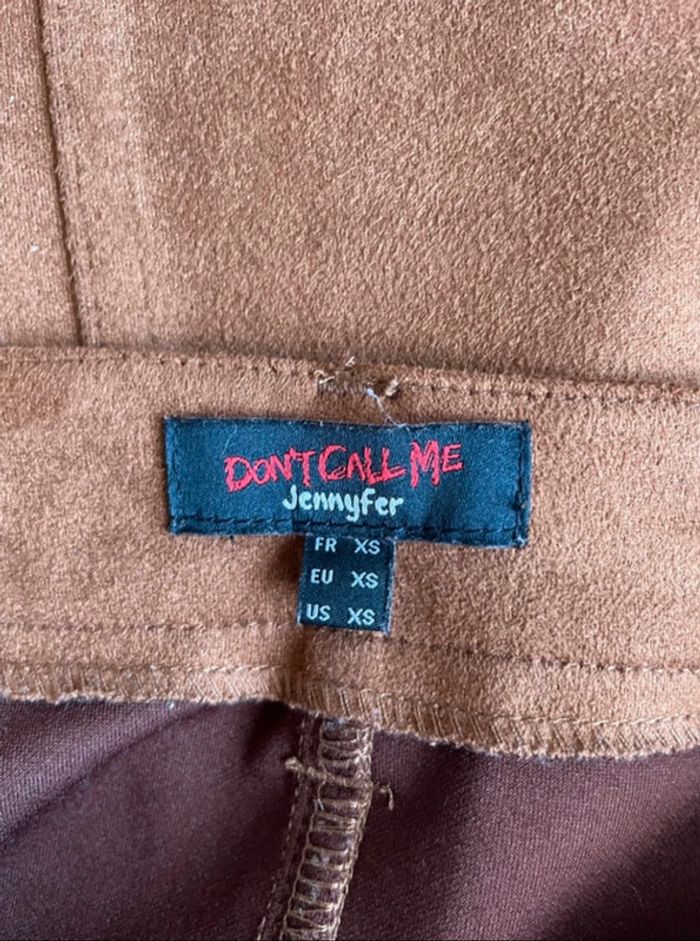 DON'T CALL ME
Jennyfer
FR XS
EU XS
US XS